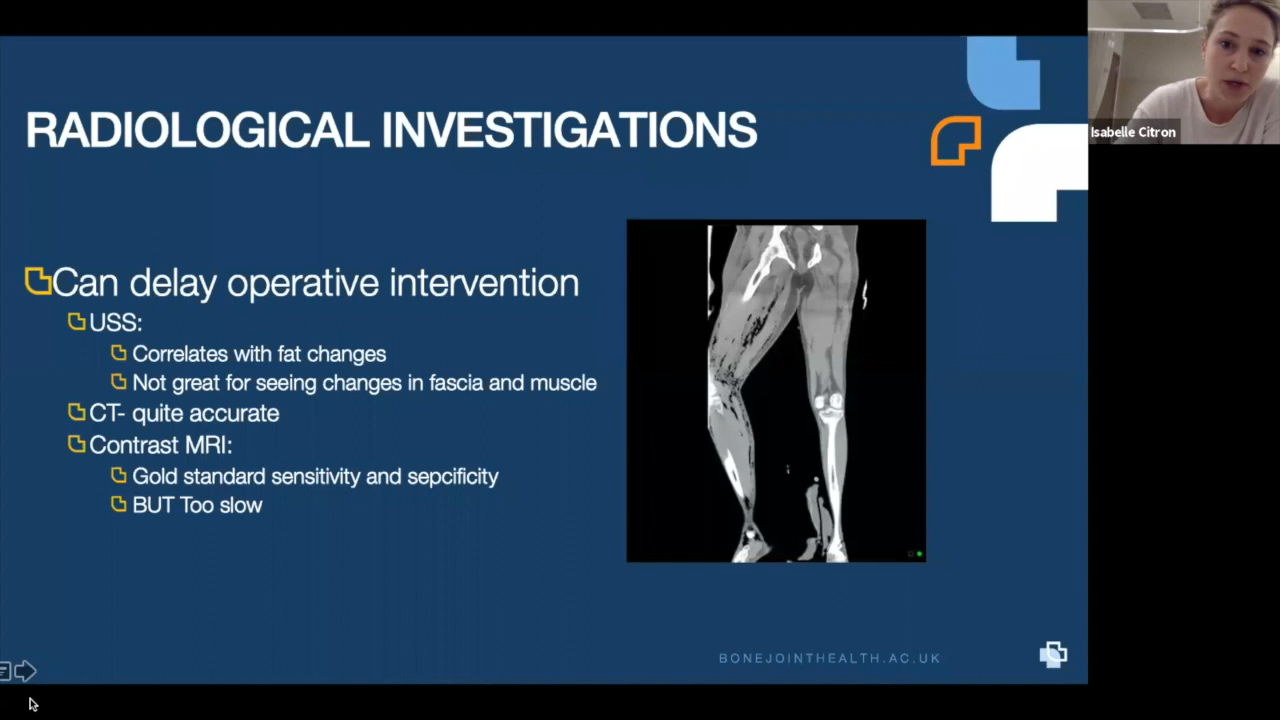 RADIOLOGICAL INVESTIGATIONS
Can delay operative intervention
USS:
Correlates with fat changes
Not great for seeing changes in fascia and muscle
CT- quite accurate
Contrast MRI:
Gold standard sensitivity and sepcificity
BUT Too slow
BONEJOINTHEALTH.AC.UK
Isabelle Citron